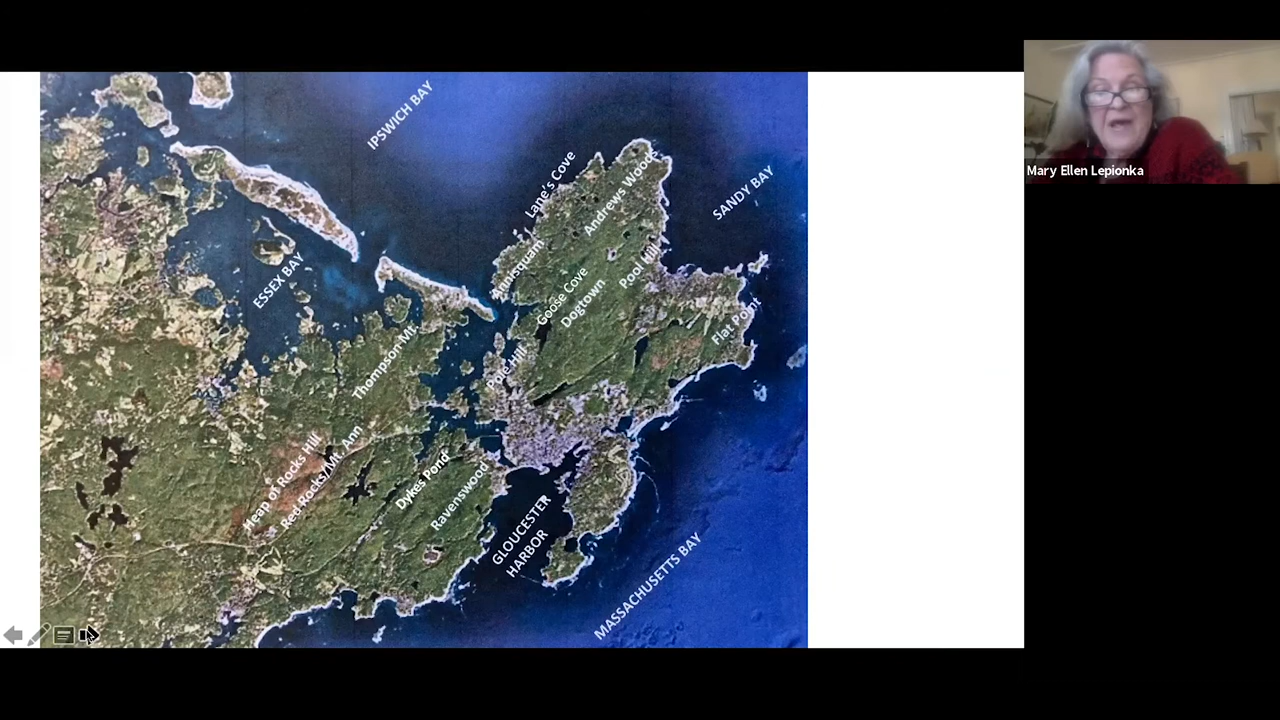 IPSWICH BAY
Mary Ellen Lepionka
Lane's Cove
Andrews Woods
SANDY BAY
Annisquam
ESSEX BAY
Goose Cove
Dogtown
Pool Hill
Flat Point
Thompson Mt.
Pole Hill
Heap of Rocks Hill
Red Rocks/Mt. Ann
Dykes Pond
Ravenswood
GLOUCESTER
HARBOR
MASSACHUSETTS BAY